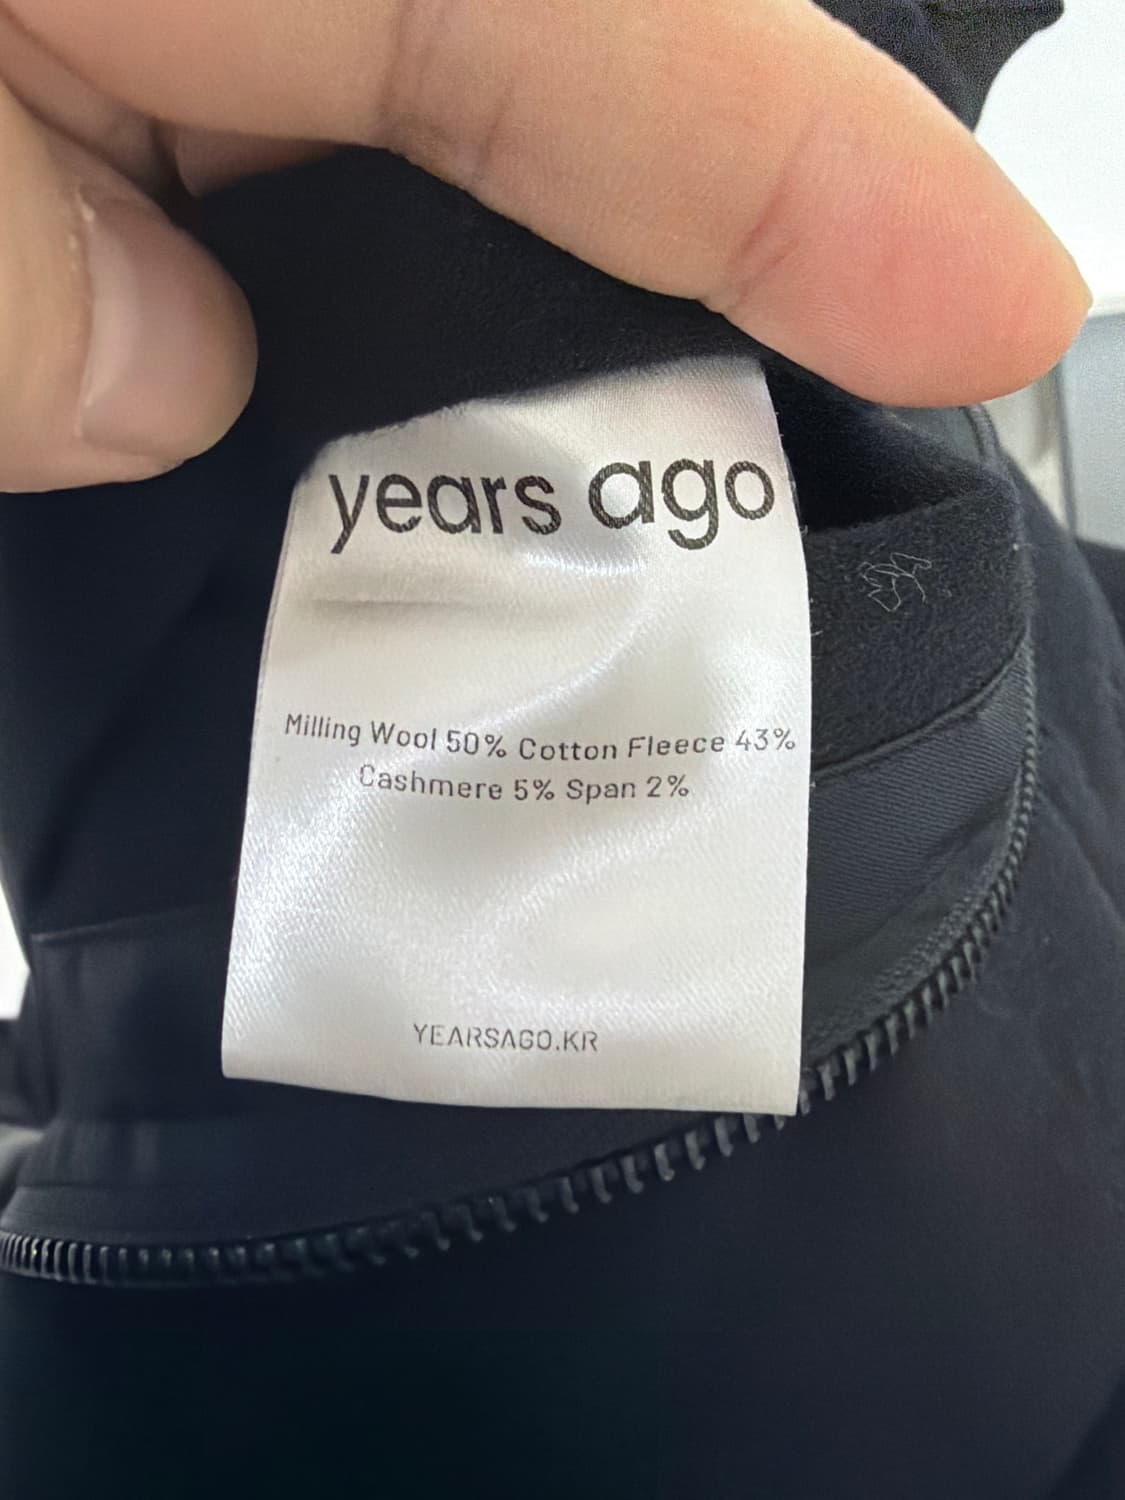 years ago
Milling Wool 50% Cotton Fleece 43%
Cashmere 5% Span 2%
YEARSAGO.KR